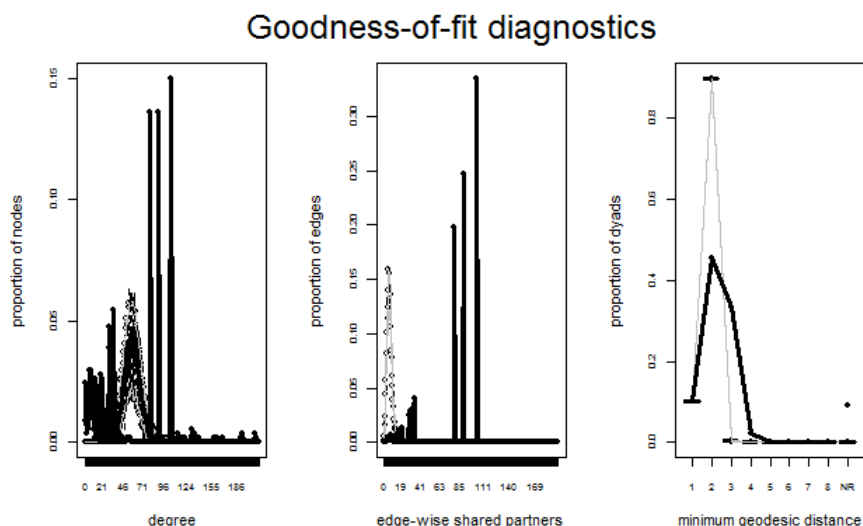 Goodness-of-fit diagnostics
proportion of nodes
0.00 0.05 0.10 0.15
0 21 46 71 96 124 155 186
degree
proportion of edges
0.00 0.05 0.10 0.15 0.20 0.25 0.30
0 19 41 63 85 111 140 169
edge-wise shared partners
proportion of dyads
0.0 0.2 0.4 0.6 0.8
1 2 3 4 5 6 7 8 NR
minimum geodesic distance